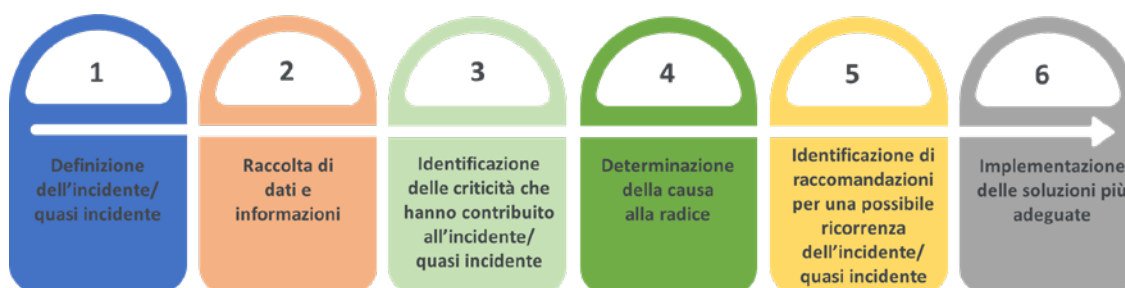 1
Definizione
dell'incidente/
quasi incidente
2
Raccolta di
dati e
informazioni
3
Identificazione
delle criticità che
hanno contribuito
all'incidente/
quasi incidente
4
Determinazione
della causa
alla radice
5
Identificazione di
raccomandazioni
per una possibile
ricorrenza
dell'incidente/
quasi incidente
6
Implementazione
delle soluzioni più
adeguate